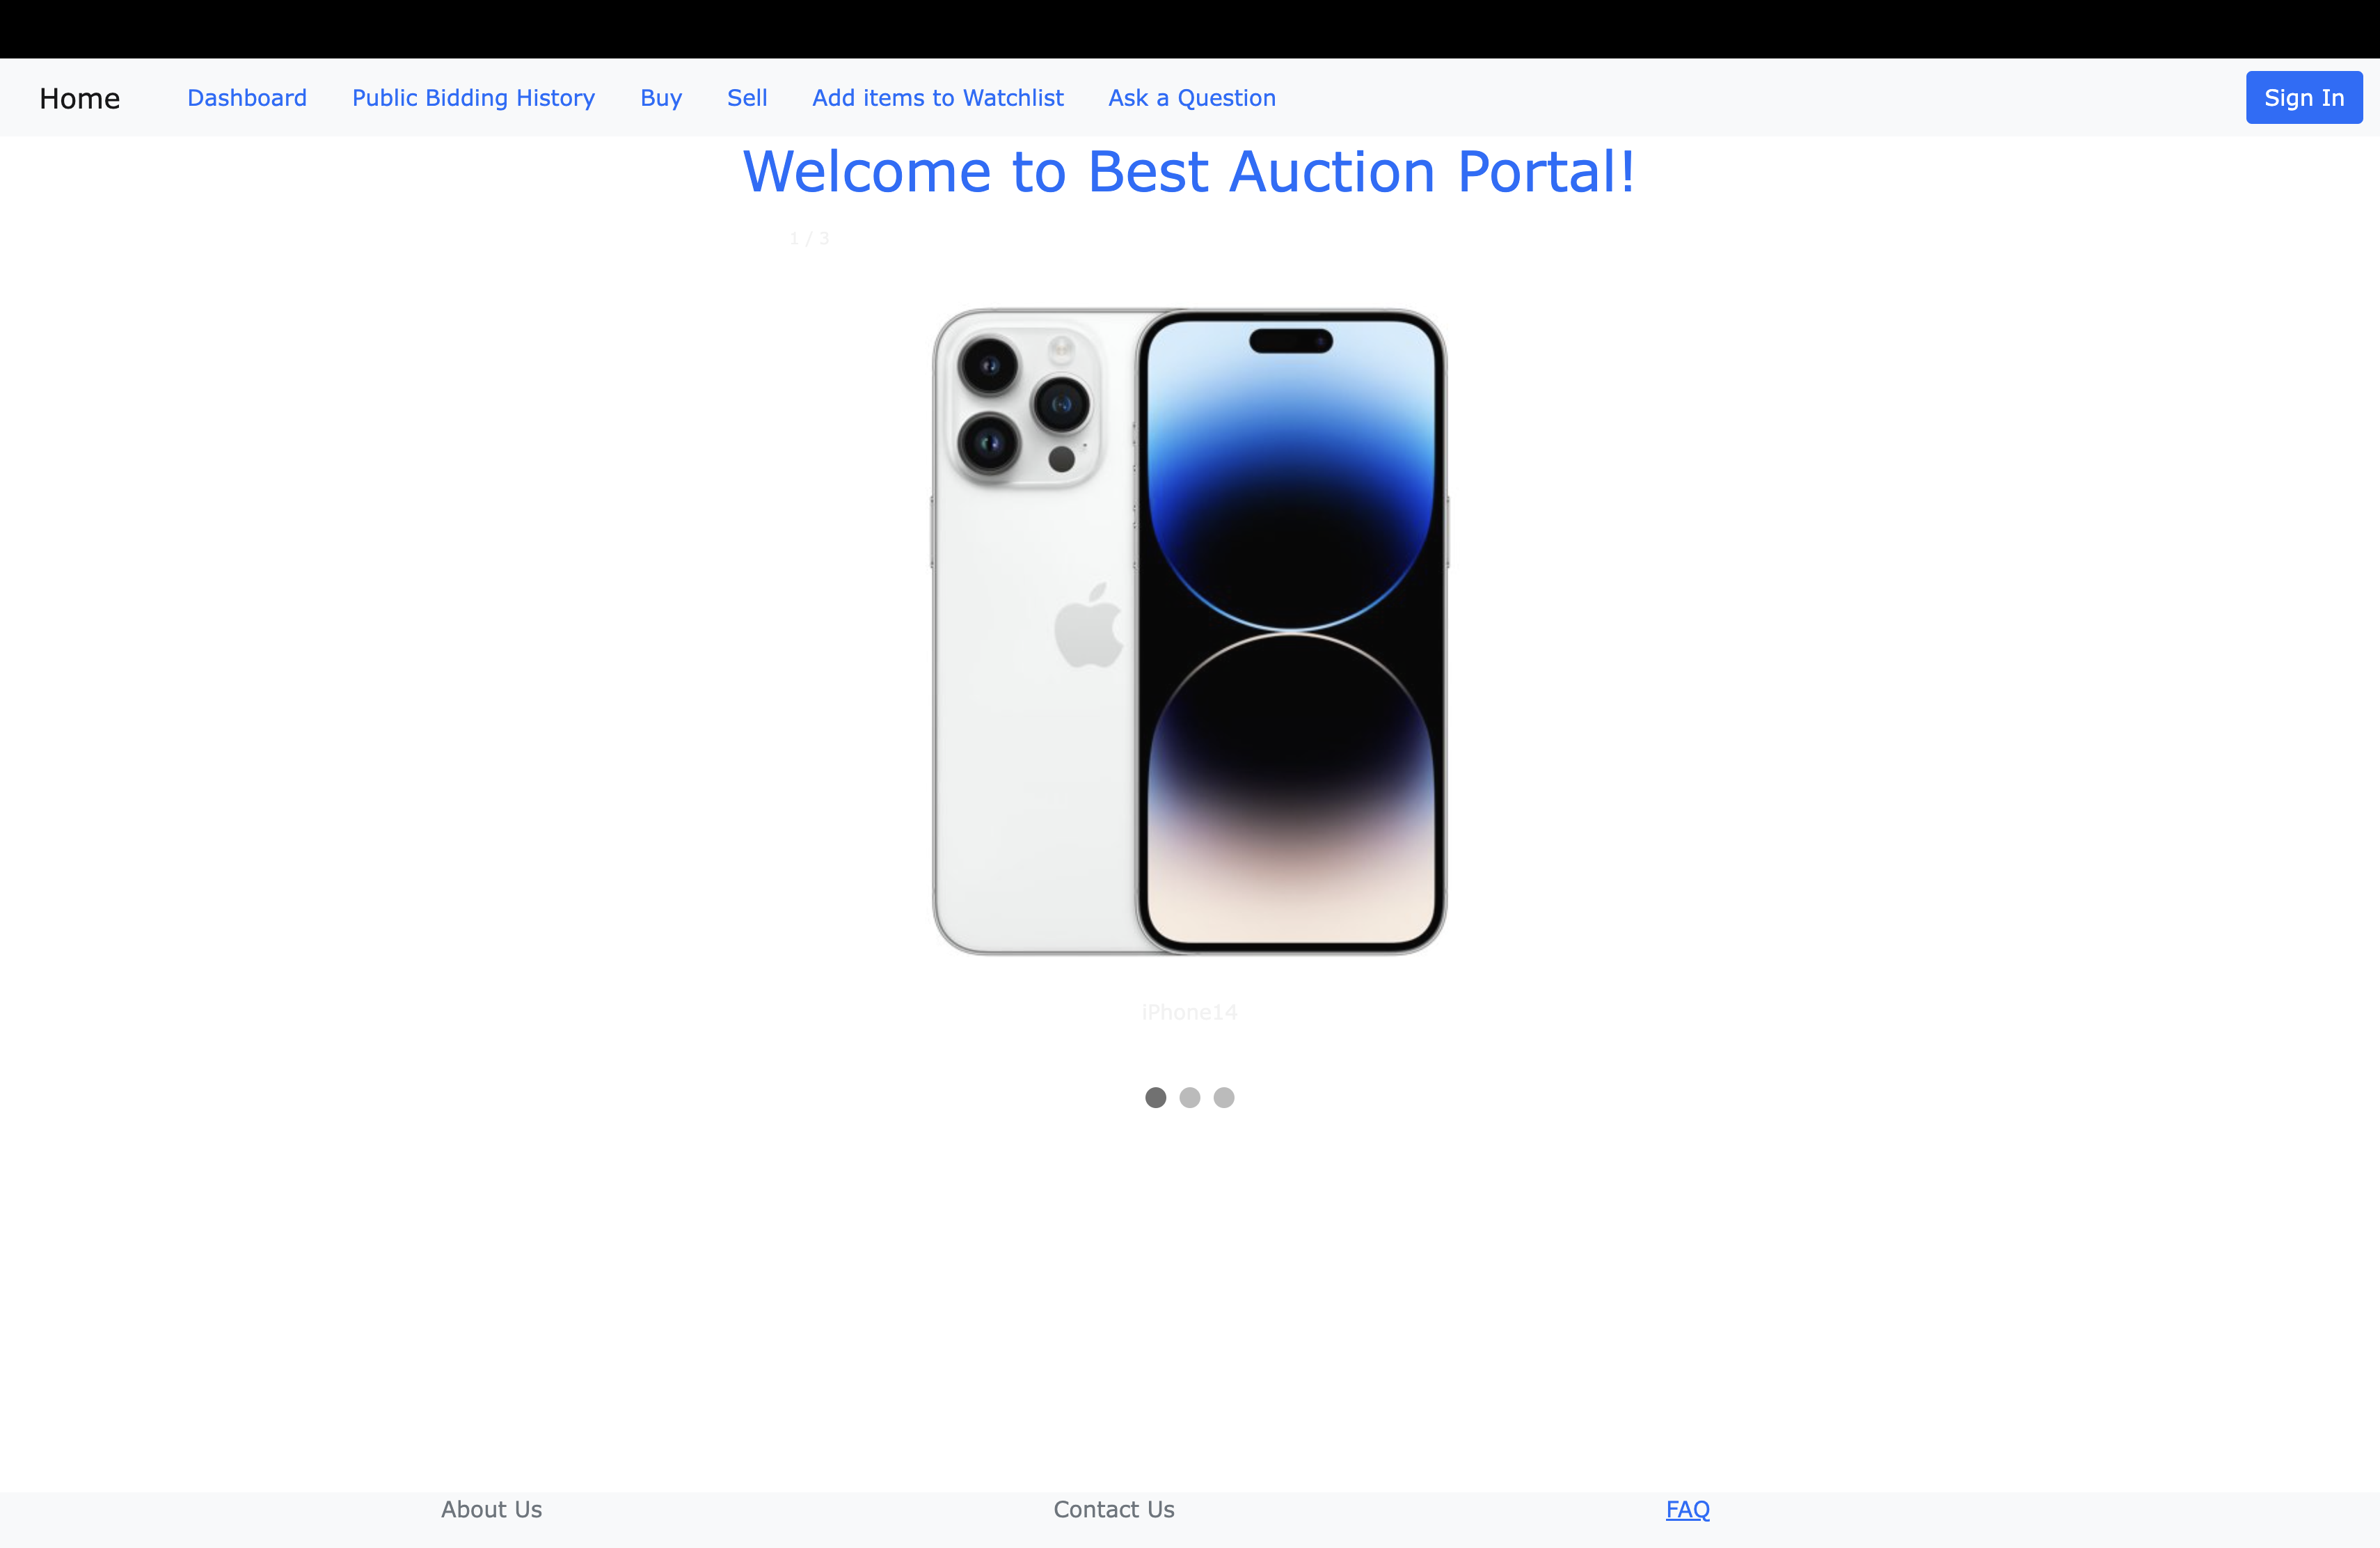 Home Dashboard Public Bidding History Buy Sell Add items to Watchlist Ask a Question Sign In
Welcome to Best Auction Portal!
1 / 3
iPhone14
About Us Contact Us FAQ